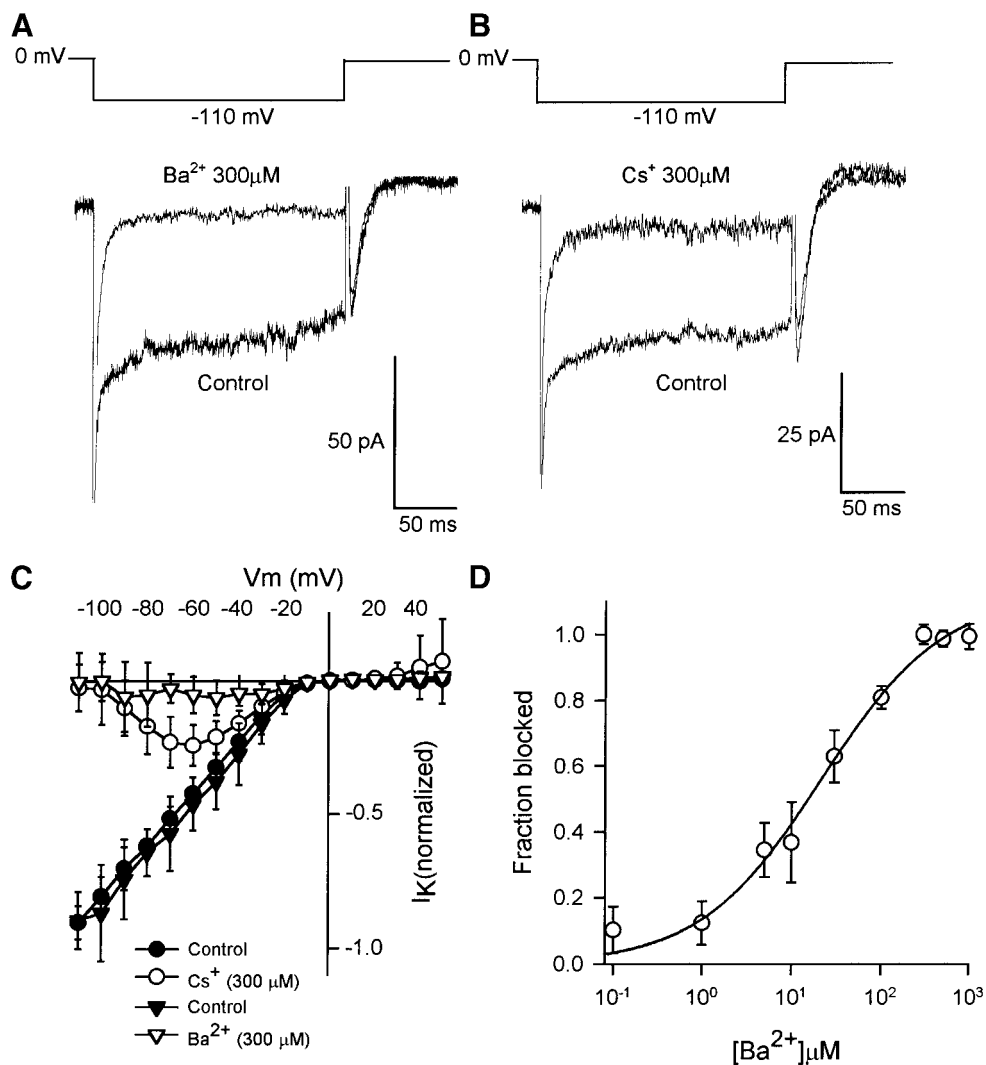 A
0 mV
-110 mV
Ba²⁺ 300μM
Control
50 pA
50 ms
B
0 mV
-110 mV
Cs⁺ 300μM
Control
25 pA
50 ms
C
Vm (mV)
-100 -80 -60 -40 -20 20 40
-0.5
-1.0
I_K(normalized)
Control
Cs⁺ (300 μM)
Control
Ba²⁺ (300 μM)
D
Fraction blocked
1.0
0.8
0.6
0.4
0.2
0.0
10⁻¹ 10⁰ 10¹ 10² 10³
[Ba²⁺]μM